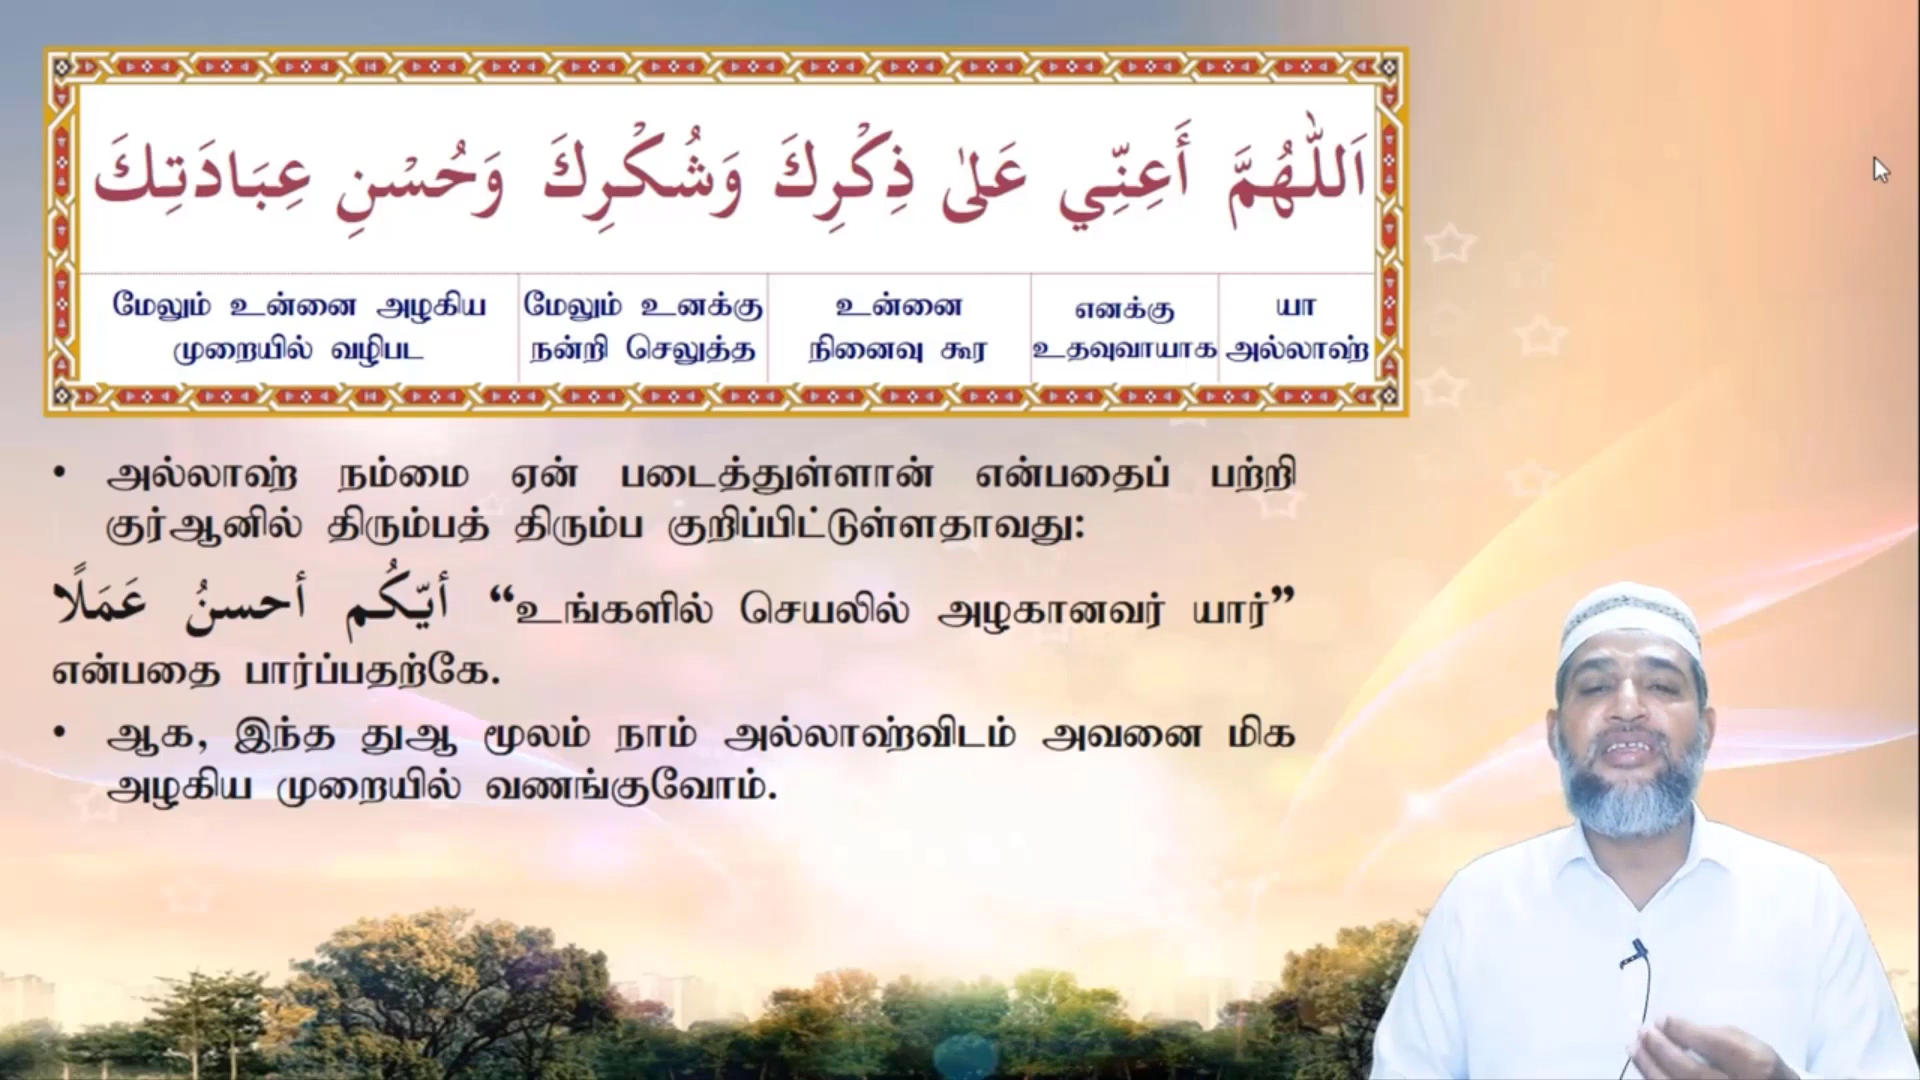 اَللّٰهُمَّ أَعِنِّي عَلىٰ ذِكْرِكَ وَشُكْرِكَ وَحُسْنِ عِبَادَتِكَ
யா அல்லாஹ்
எனக்கு உதவுவாயாக
உன்னை நினைவு கூர
மேலும் உனக்கு நன்றி செலுத்த
மேலும் உன்னை அழகிய முறையில் வழிபட
• அல்லாஹ் நம்மை ஏன் படைத்துள்ளான் என்பதைப் பற்றி
குர்ஆனில் திரும்பத் திரும்ப குறிப்பிட்டுள்ளதாவது:
أيّكُم أحسنُ عَمَلًا “உங்களில் செயலில் அழகானவர் யார்”
என்பதை பார்ப்பதற்கே.
• ஆக, இந்த துஆ மூலம் நாம் அல்லாஹ்விடம் அவனை மிக
அழகிய முறையில் வணங்குவோம்.